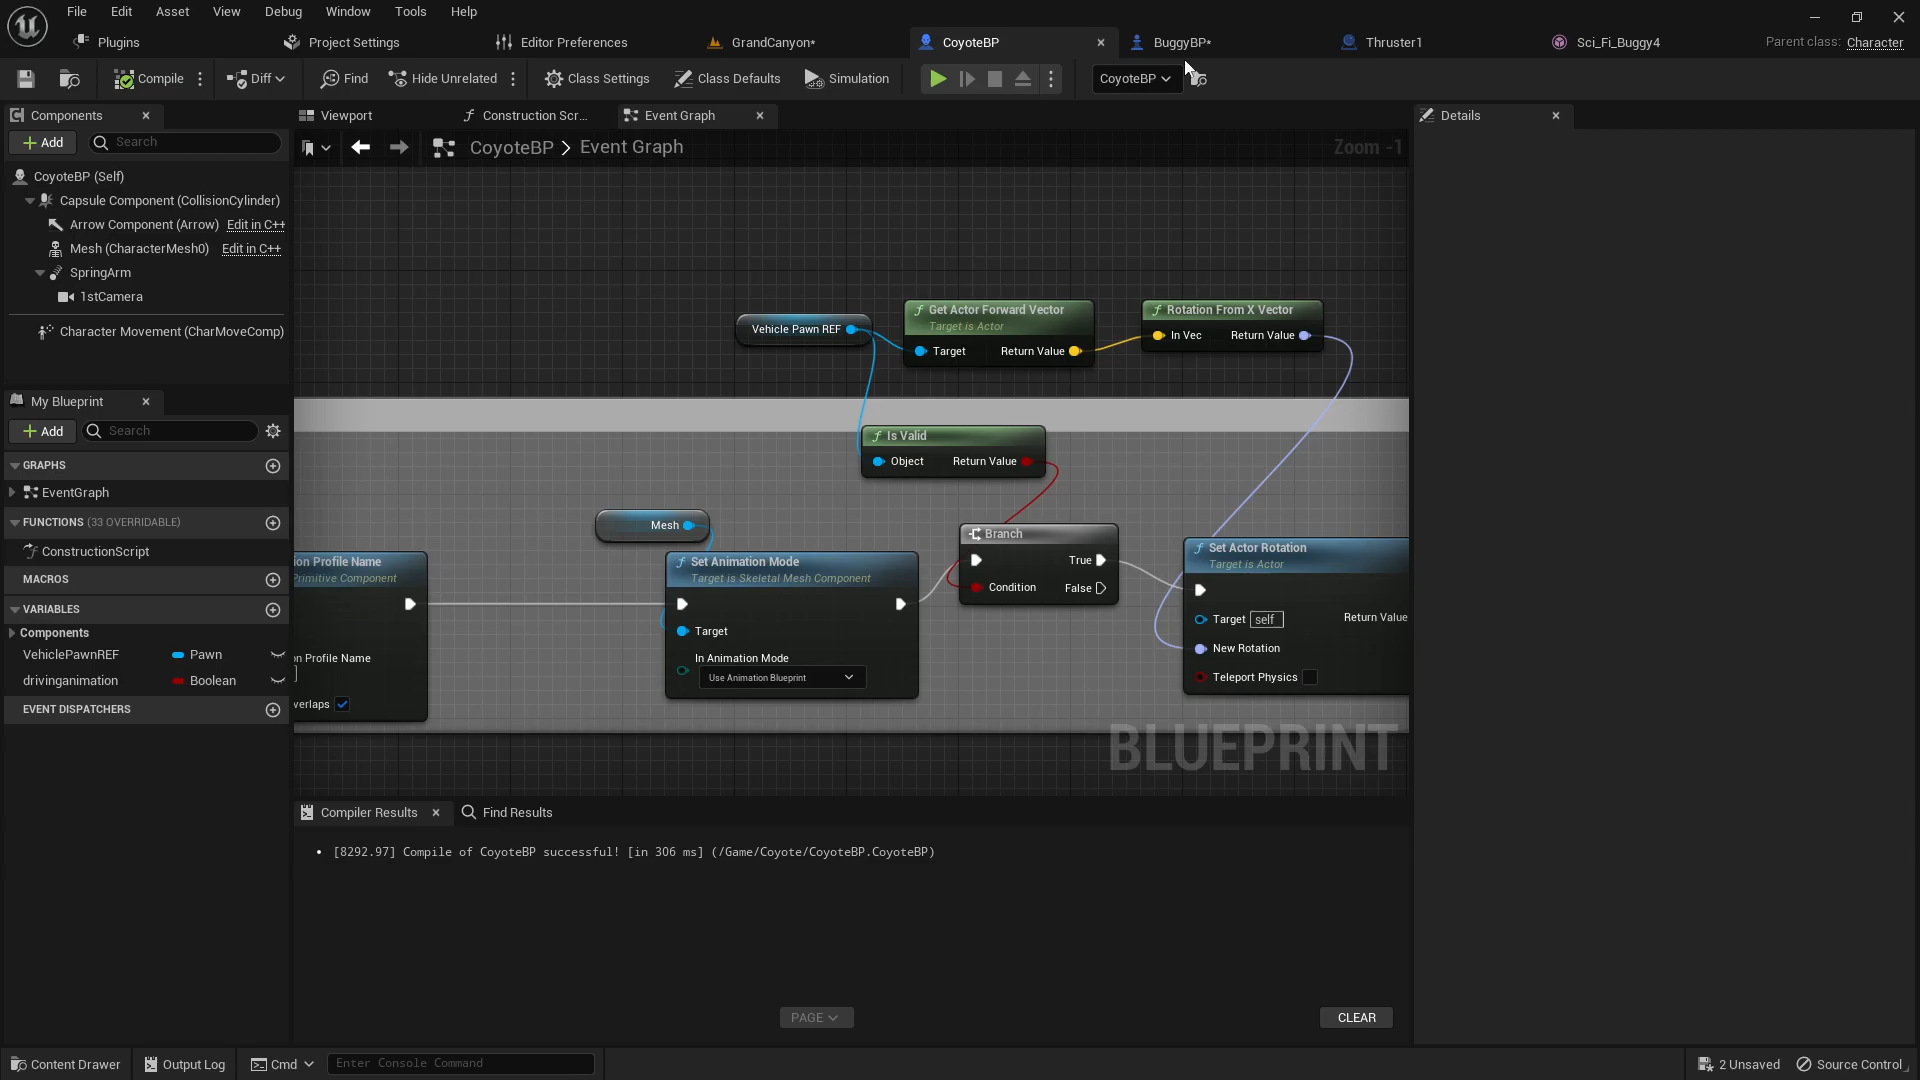 File Edit Asset View Debug Window Tools Help
Plugins Project Settings Editor Preferences GrandCanyon* CoyoteBP BuggyBP* Thruster1 Sci_Fi_Buggy4 Parent class: Character
Compile Diff Find Hide Unrelated Class Settings Class Defaults Simulation CoyoteBP
Components
Add Search
CoyoteBP (Self)
Capsule Component (CollisionCylinder)
Arrow Component (Arrow) Edit in C++
Mesh (CharacterMesh0) Edit in C++
SpringArm
1stCamera
Character Movement (CharMoveComp)
My Blueprint
Add Search
GRAPHS
EventGraph
FUNCTIONS (33 OVERRIDABLE)
ConstructionScript
MACROS
VARIABLES
Components
VehiclePawnREF Pawn
drivinganimation Boolean
EVENT DISPATCHERS
Viewport Construction Scr... Event Graph
CoyoteBP > Event Graph Zoom -1
Vehicle Pawn REF
Get Actor Forward Vector
Target is Actor
Target Return Value
Rotation From X Vector
In Vec Return Value
Is Valid
Object Return Value
Mesh
ion Profile Name
Primitive Component
on Profile Name
verlaps
Set Animation Mode
Target is Skeletal Mesh Component
Target
In Animation Mode
Use Animation Blueprint
Branch
True
Condition False
Set Actor Rotation
Target is Actor
Target self Return Value
New Rotation
Teleport Physics
BLUEPRINT
Compiler Results Find Results
• [8292.97] Compile of CoyoteBP successful! [in 306 ms] (/Game/Coyote/CoyoteBP.CoyoteBP)
PAGE CLEAR
Details
Content Drawer Output Log Cmd Enter Console Command 2 Unsaved Source Control